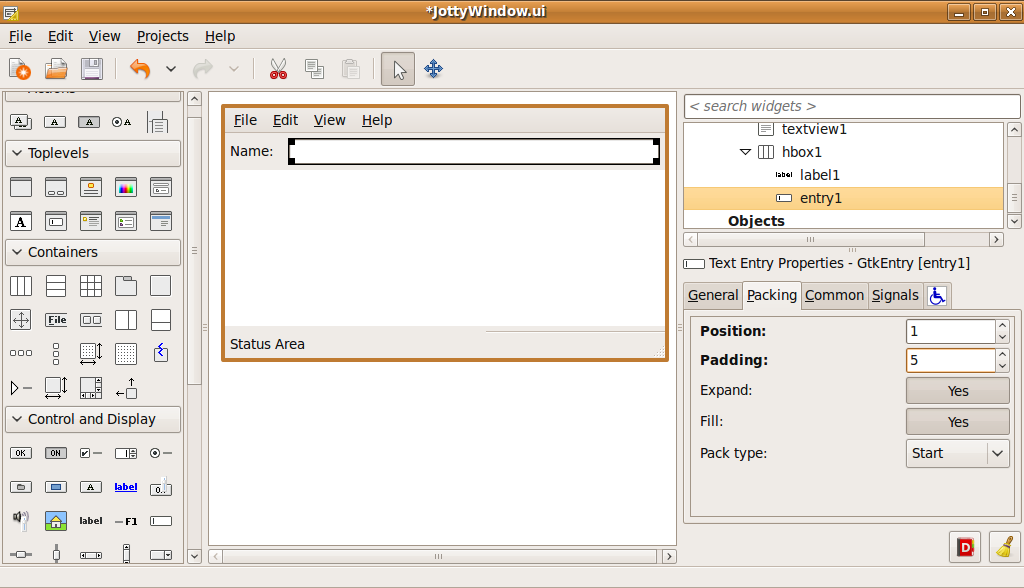 *JottyWindow.ui
File Edit View Projects Help
Toplevels
Containers
File
Control and Display
OK ON
label
label F1
File Edit View Help
Name:
Status Area
< search widgets >
textview1
hbox1
label label1
entry1
Objects
Text Entry Properties - GtkEntry [entry1]
General Packing Common Signals
Position: 1
Padding: 5
Expand: Yes
Fill: Yes
Pack type: Start